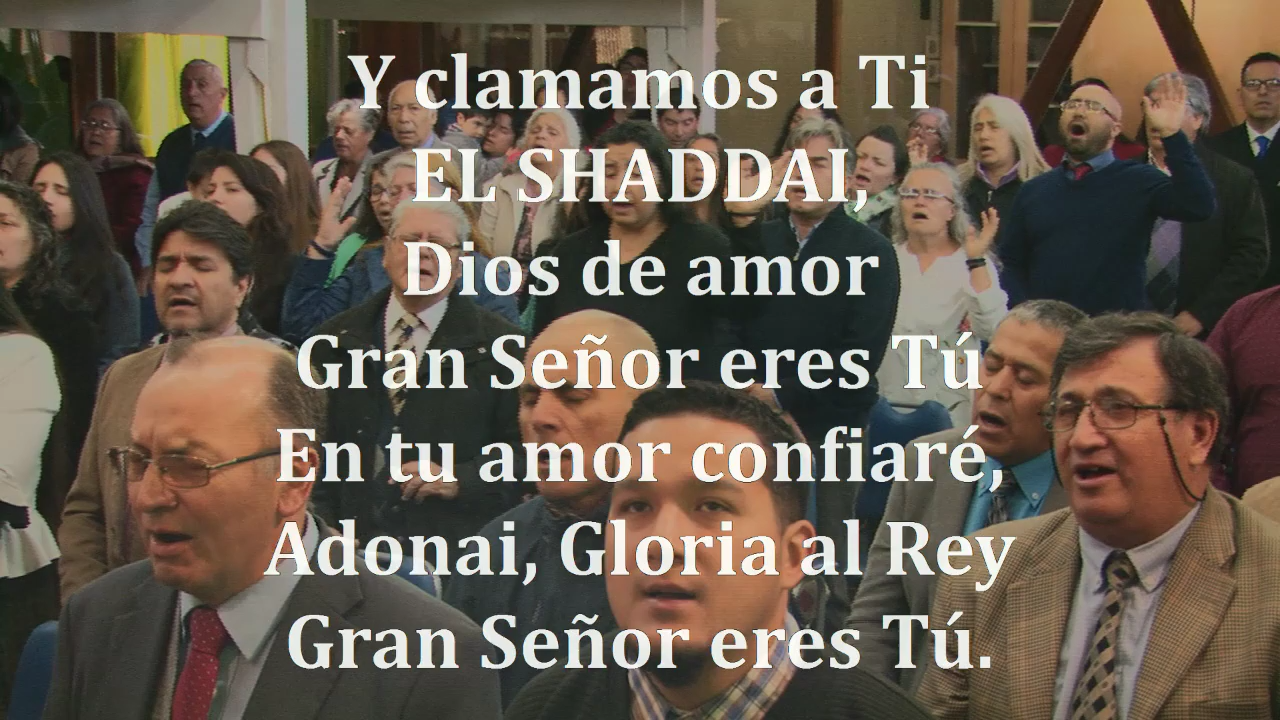 Y clamamos a Ti
EL SHADDAI,
Dios de amor
Gran Señor eres Tú
En tu amor confiaré,
Adonai, Gloria al Rey
Gran Señor eres Tú.